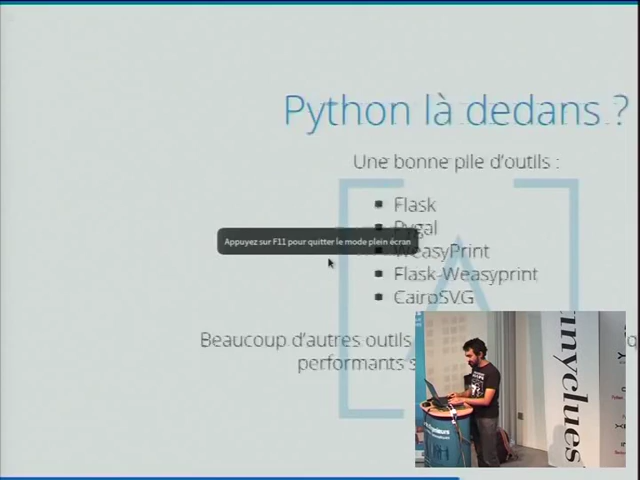 Python là dedans ?
Une bonne pile d'outils :
Flask
Pygal
Appuyez sur F11 pour quitter le mode plein écran
WeasyPrint
Flask-Weasyprint
CairoSVG
Beaucoup d'autres outils
performants
inyclues